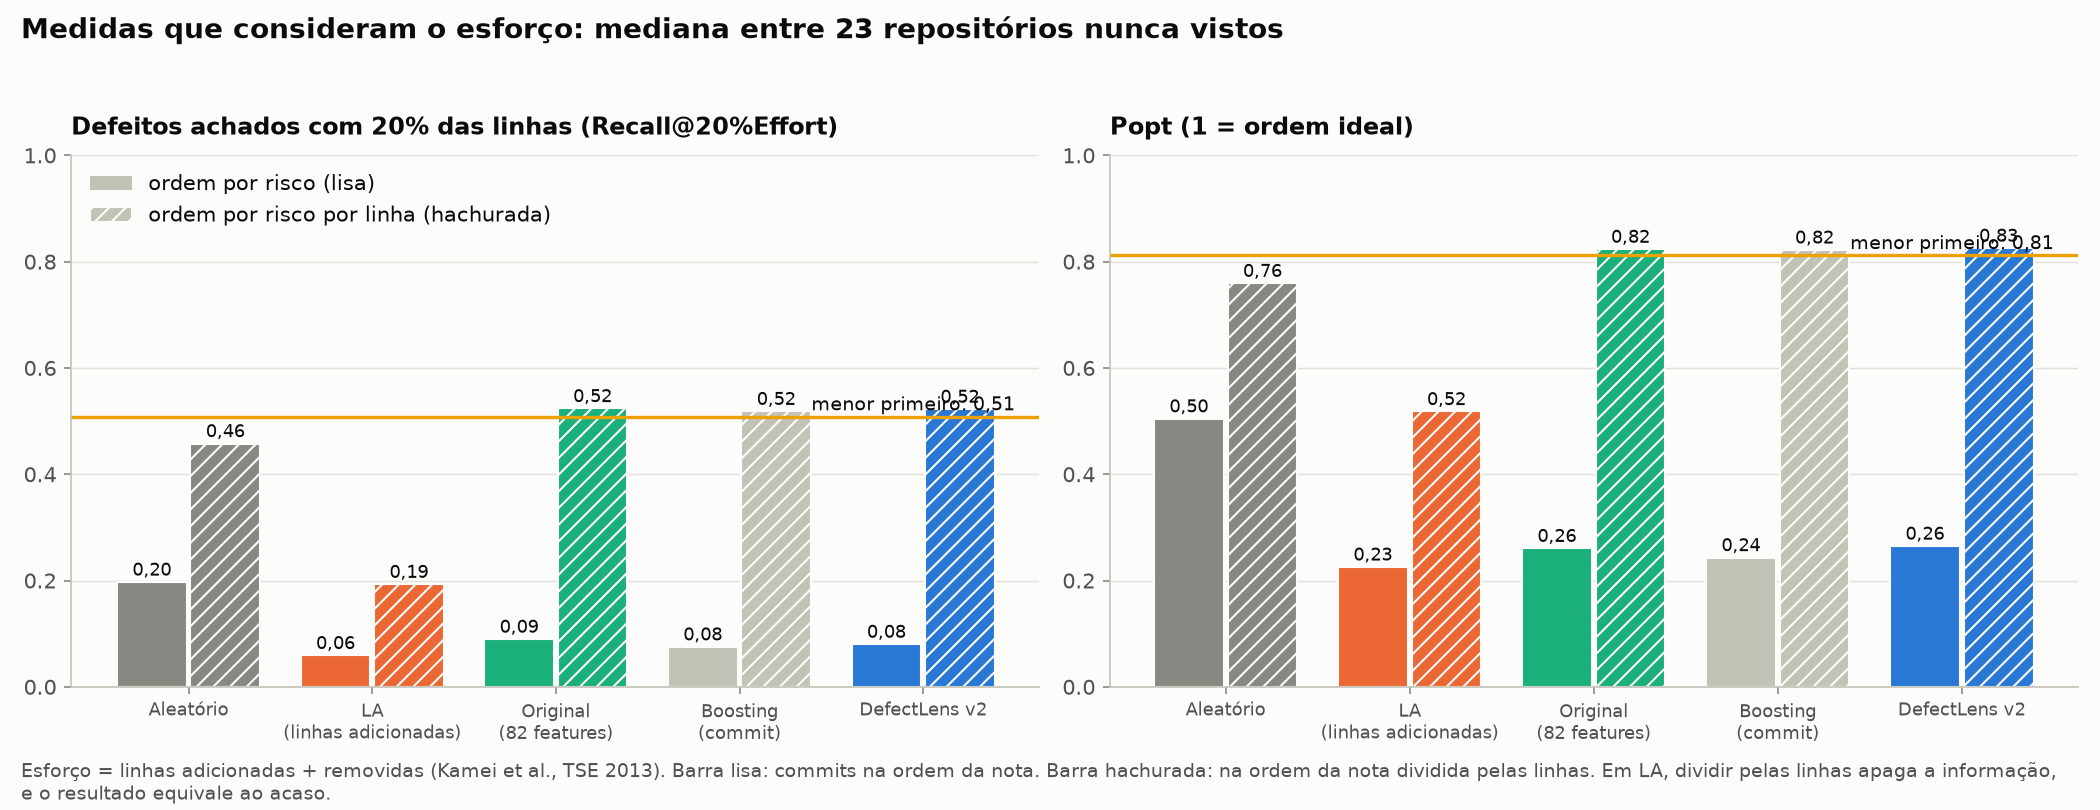 Medidas que consideram o esforço: mediana entre 23 repositórios nunca vistos
Defeitos achados com 20% das linhas (Recall@20%Effort)
1.0
ordem por risco (lisa)
ordem por risco por linha (hachurada)
0.8
0.6
0.4
0.2
0.0
0,20
0,46
0,06
0,19
0,09
0,52
0,08
0,52
0,08
0,52
menor primeiro: 0,51
Aleatório
LA
(linhas adicionadas)
Original
(82 features)
Boosting
(commit)
DefectLens v2
Popt (1 = ordem ideal)
1.0
0.8
0.6
0.4
0.2
0.0
0,50
0,76
0,23
0,52
0,26
0,82
0,24
0,82
0,26
0,83
menor primeiro: 0,81
Aleatório
LA
(linhas adicionadas)
Original
(82 features)
Boosting
(commit)
DefectLens v2
Esforço = linhas adicionadas + removidas (Kamei et al., TSE 2013). Barra lisa: commits na ordem da nota. Barra hachurada: na ordem da nota dividida pelas linhas. Em LA, dividir pelas linhas apaga a informação,
e o resultado equivale ao acaso.